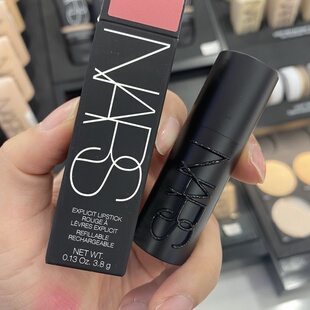 NARS
EXPLICIT LIPSTICK
ROUGE À
LÈVRES EXPLICIT
REFILLABLE
RECHARGEABLE
NET WT.
0.13 Oz. 3.8 g
NARS